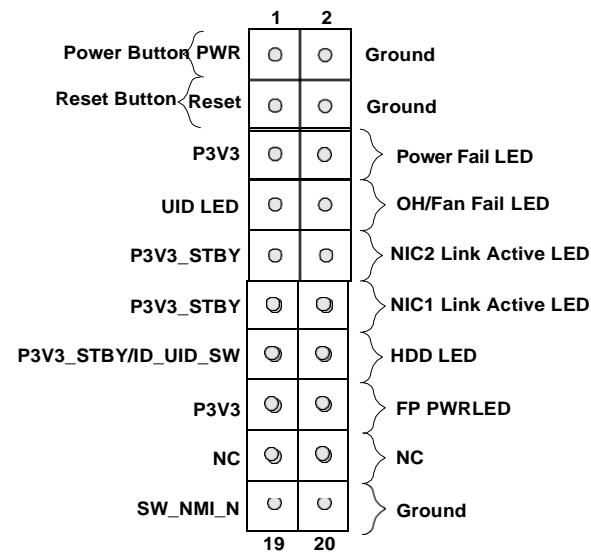 1 2
Power Button PWR Ground
Reset Button Reset Ground
P3V3 Power Fail LED
UID LED OH/Fan Fail LED
P3V3_STBY NIC2 Link Active LED
P3V3_STBY NIC1 Link Active LED
P3V3_STBY/ID_UID_SW HDD LED
P3V3 FP PWRLED
NC NC
SW_NMI_N Ground
19 20